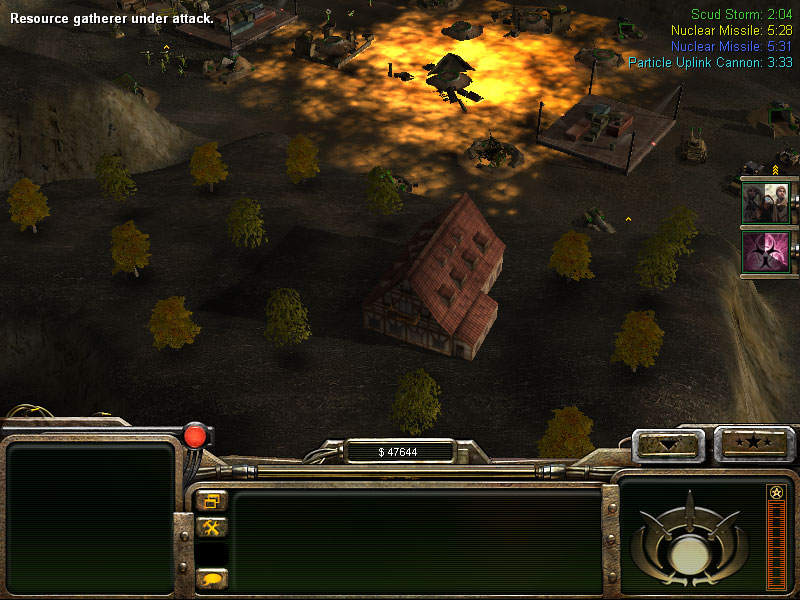 Resource gatherer under attack.
Scud Storm: 2:04
Nuclear Missile: 5:28
Nuclear Missile: 5:31
Particle Uplink Cannon: 3:33
$ 47644